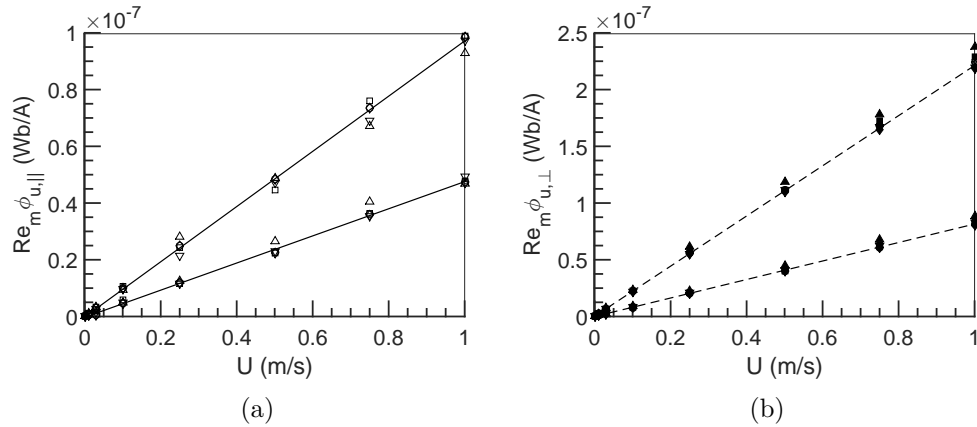 ×10⁻⁷
1
0.8
0.6
0.4
0.2
0
0 0.2 0.4 0.6 0.8 1
U (m/s)
Reₘϕᵤ,|| (Wb/A)
(a)
×10⁻⁷
2.5
2
1.5
1
0.5
0
0 0.2 0.4 0.6 0.8 1
U (m/s)
Reₘϕᵤ,⊥ (Wb/A)
(b)